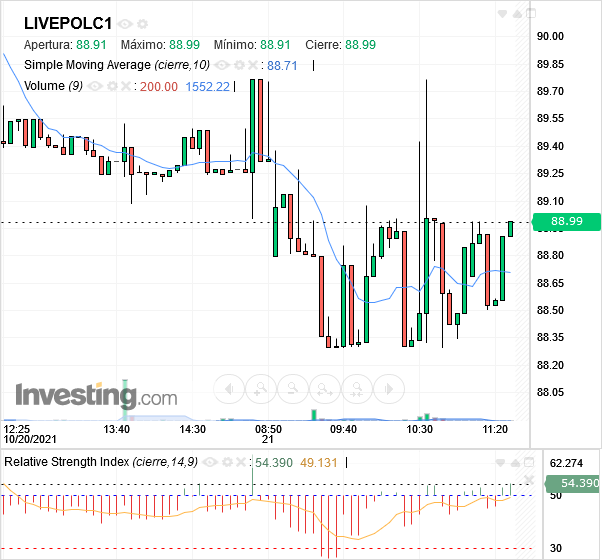 LIVEPOLC1
Apertura: 88.91 Máximo: 88.99 Mínimo: 88.91 Cierre: 88.99
Simple Moving Average (cierre,10) : 88.71
Volume (9) : 200.00 1552.22
90.00
89.85
89.70
89.55
89.40
89.25
89.10
88.99
88.80
88.65
88.50
88.35
88.20
88.05
Investing.com
12:25 13:40 14:30 08:50 09:40 10:30 11:20
10/20/2021 21
Relative Strength Index (cierre,14,9) : 54.390 49.131
62.274
54.390
50
30